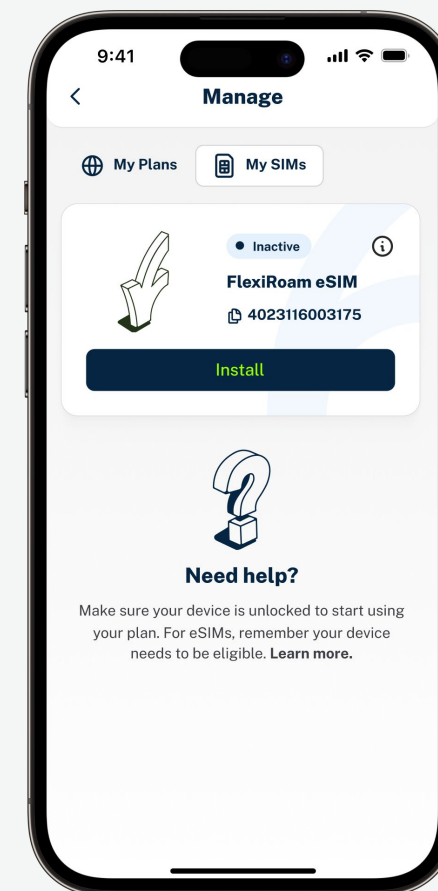 9:41
Manage
My Plans
My SIMs
Inactive
FlexiRoam eSIM
4023116003175
Install
Need help?
Make sure your device is unlocked to start using
your plan. For eSIMs, remember your device
needs to be eligible. Learn more.